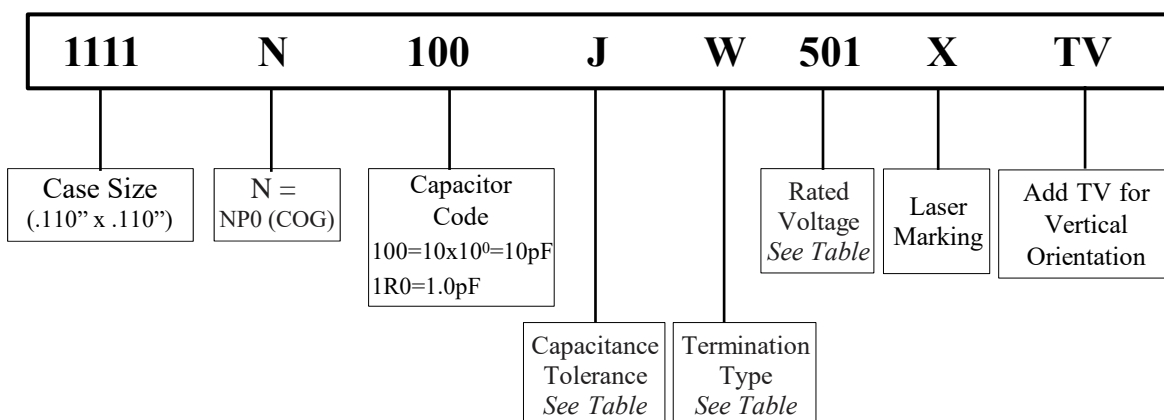 1111 N 100 J W 501 X TV
Case Size
(.110” x .110”)
N =
NP0 (COG)
Capacitor
Code
100=10x10⁰=10pF
1R0=1.0pF
Capacitance
Tolerance
See Table
Termination
Type
See Table
Rated
Voltage
See Table
Laser
Marking
Add TV for
Vertical
Orientation